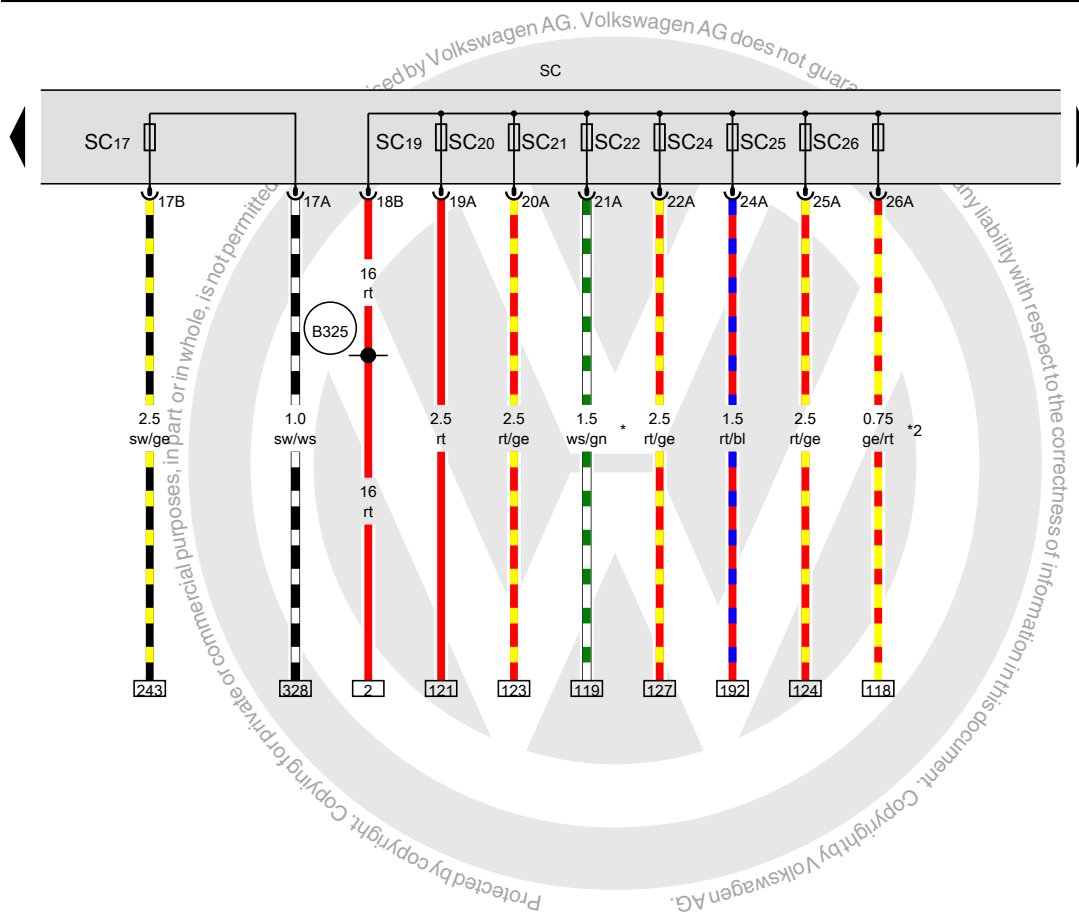 SC
SC17
SC19
SC20
SC21
SC22
SC24
SC25
SC26
17B
17A
18B
19A
20A
21A
22A
24A
25A
26A
16
rt
B325
2.5
sw/ge
1.0
sw/ws
2.5
rt
2.5
rt/ge
1.5
ws/gn
*
2.5
rt/ge
1.5
rt/bl
2.5
rt/ge
0.75
ge/rt
*2
16
rt
243
328
2
121
123
119
127
192
124
118
Protected by copyright. Copying for private or commercial purposes, in part or in whole, is not permitted
ised by Volkswagen AG. Volkswagen AG does not guara
any liability with respect to the correctness of information in this document. Copyright by Volkswagen AG.